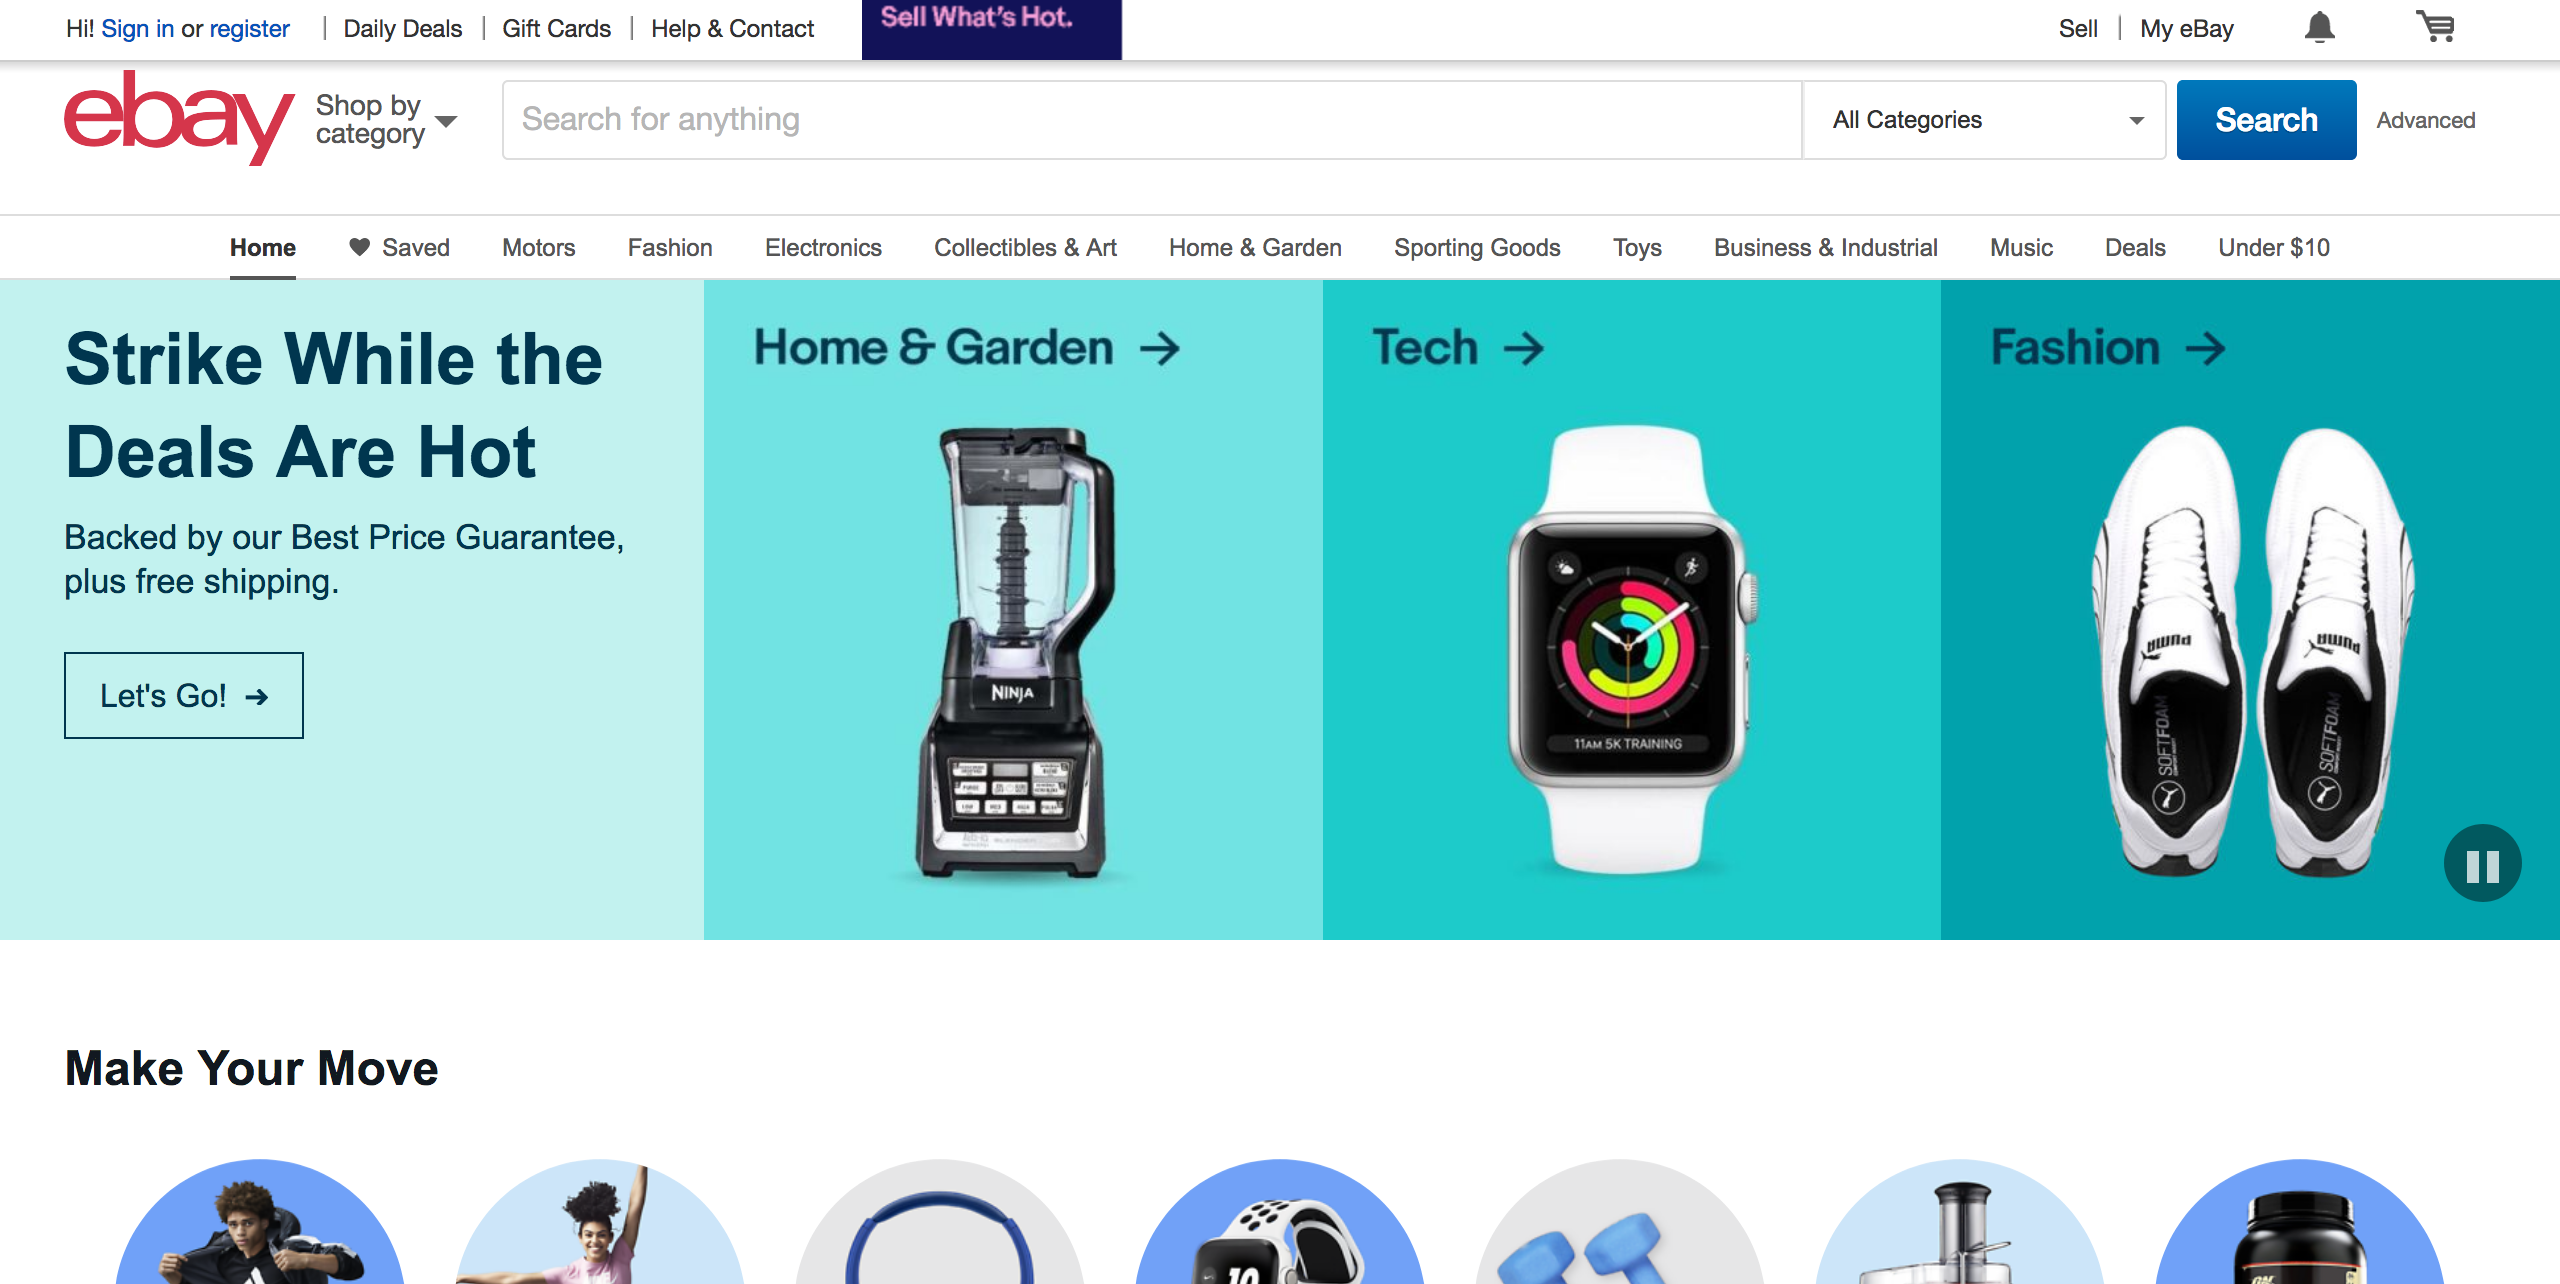 Hi! Sign in or register
Daily Deals
Gift Cards
Help & Contact
Sell What's Hot.
Sell
My eBay
ebay
Shop by
category
Search for anything
All Categories
Search
Advanced
Home
Saved
Motors
Fashion
Electronics
Collectibles & Art
Home & Garden
Sporting Goods
Toys
Business & Industrial
Music
Deals
Under $10
Strike While the
Deals Are Hot
Backed by our Best Price Guarantee,
plus free shipping.
Let's Go!
Home & Garden
NINJA
Tech
11AM 5K TRAINING
Fashion
PUMA
PUMA
SOFTFOAM
SOFTFOAM
Make Your Move
10
ON